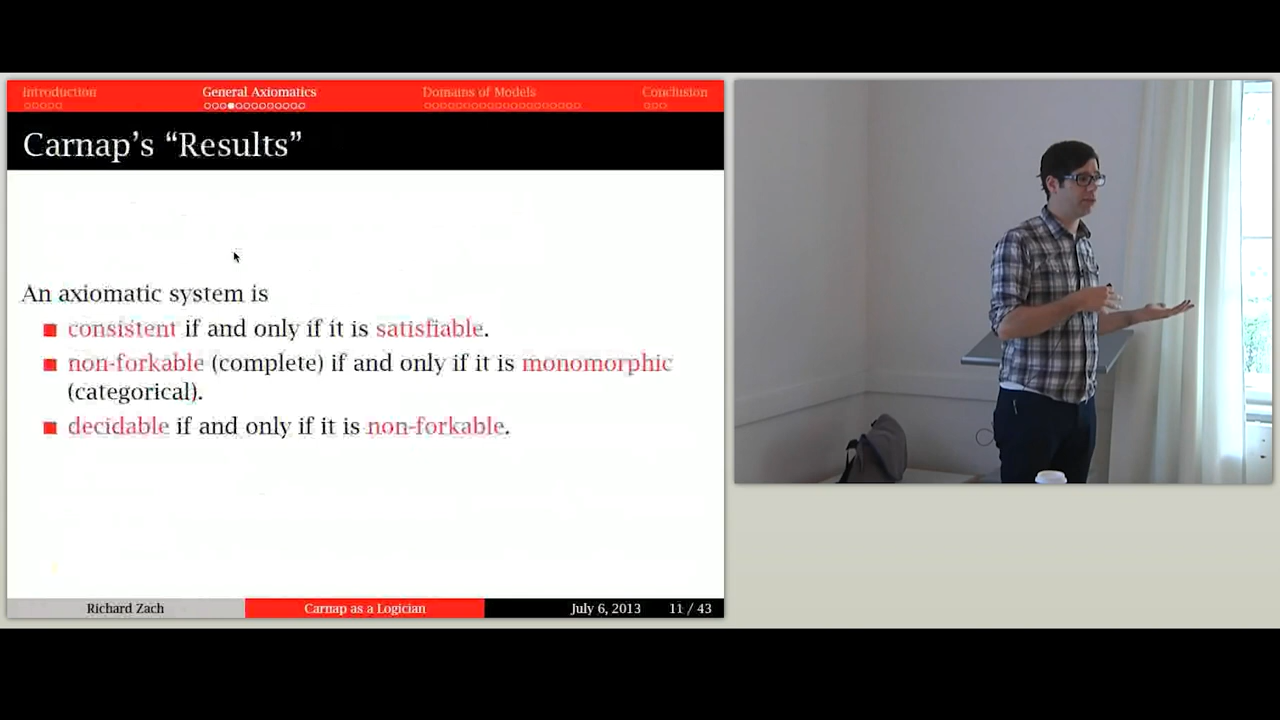 Introduction General Axiomatics Domains of Models Conclusion
Carnap's “Results”
An axiomatic system is
consistent if and only if it is satisfiable.
non-forkable (complete) if and only if it is monomorphic
(categorical).
decidable if and only if it is non-forkable.
Richard Zach Carnap as a Logician July 6, 2013 11 / 43